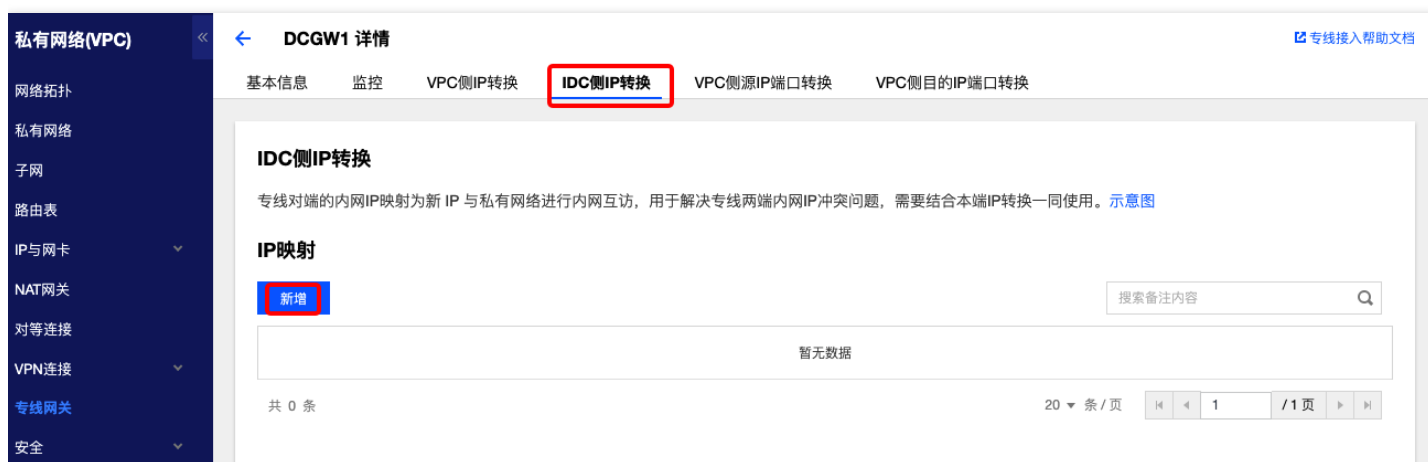 私有网络(VPC)
网络拓扑
私有网络
子网
路由表
IP与网卡
NAT网关
对等连接
VPN连接
专线网关
安全
DCGW1 详情
专线接入帮助文档
基本信息 监控 VPC侧IP转换 IDC侧IP转换 VPC侧源IP端口转换 VPC侧目的IP端口转换
IDC侧IP转换
专线对端的内网IP映射为新 IP 与私有网络进行内网互访，用于解决专线两端内网IP冲突问题，需要结合本端IP转换一同使用。示意图
IP映射
新增
搜索备注内容
暂无数据
共 0 条
20 条 / 页 1 / 1 页